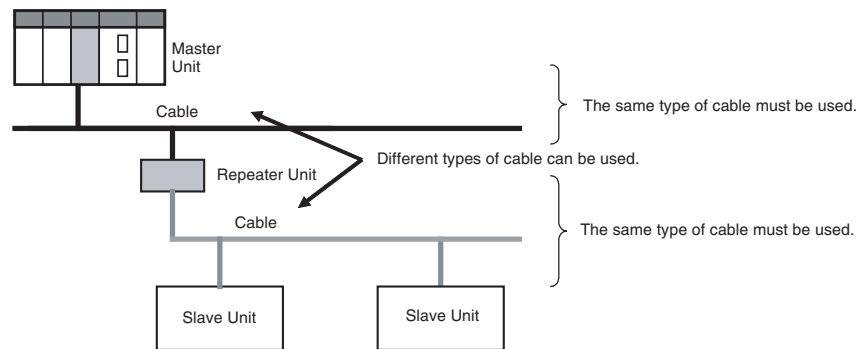 Master
Unit
Cable
The same type of cable must be used.
Different types of cable can be used.
Repeater Unit
Cable
The same type of cable must be used.
Slave Unit
Slave Unit